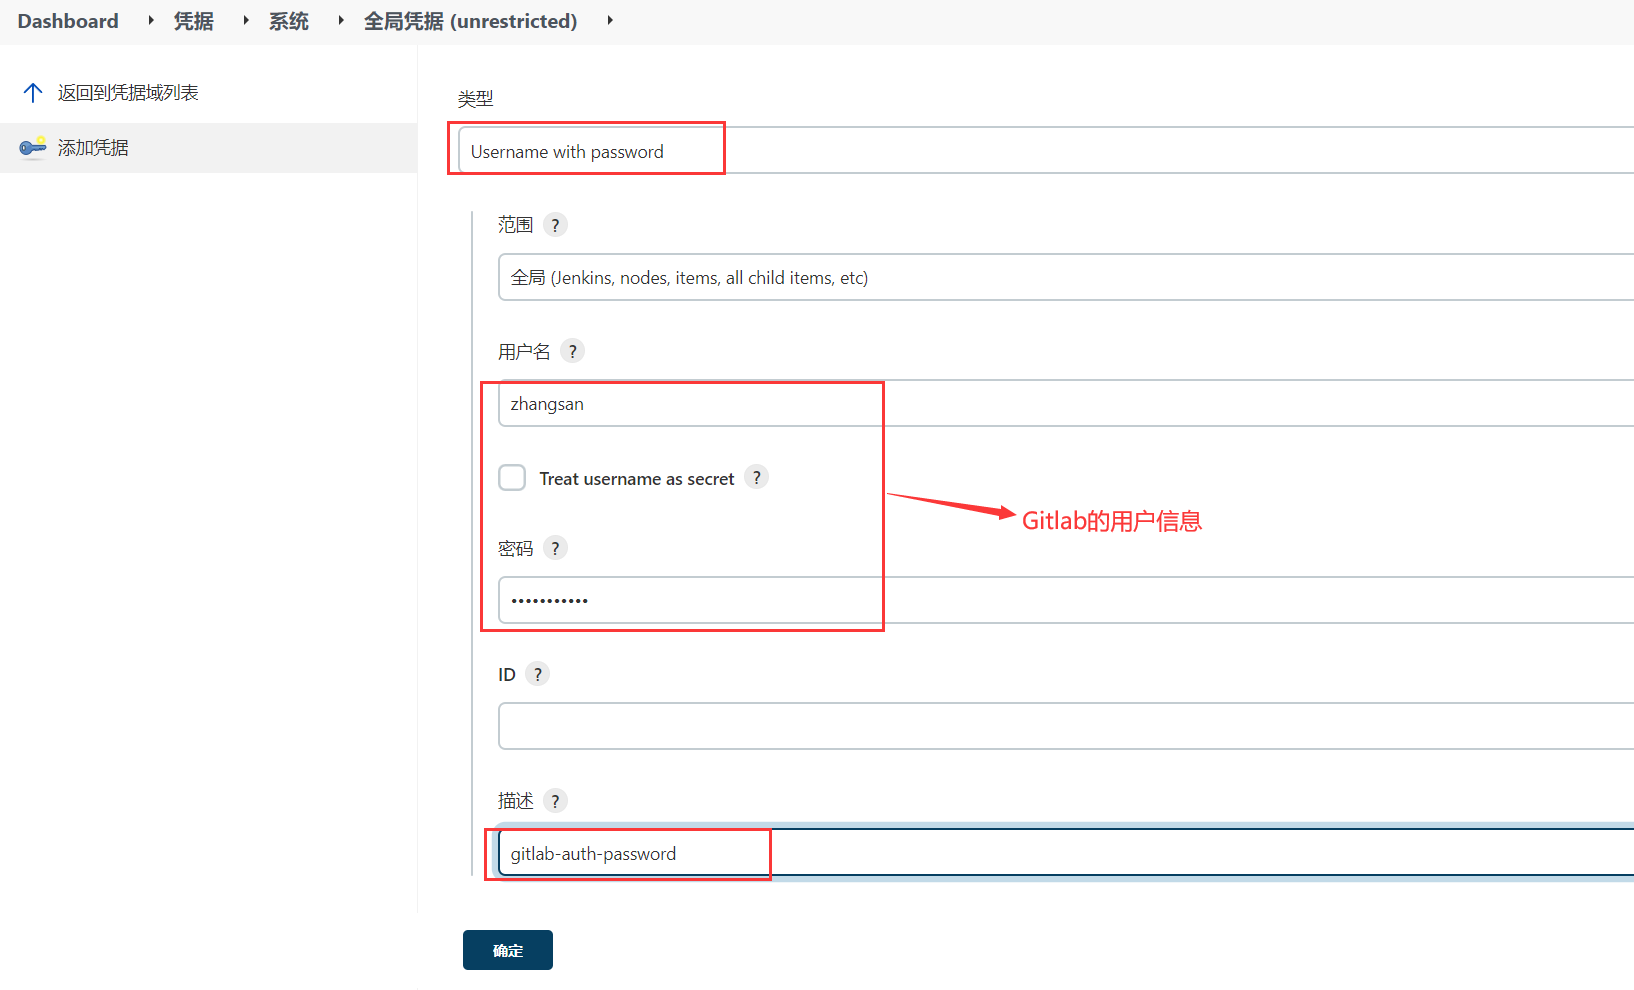 Dashboard 凭据 系统 全局凭据 (unrestricted)
返回到凭据域列表
添加凭据
类型
Username with password
范围 ?
全局 (Jenkins, nodes, items, all child items, etc)
用户名 ?
zhangsan
Treat username as secret ?
Gitlab的用户信息
密码 ?
•••••••••••
ID ?
描述 ?
gitlab-auth-password
确定